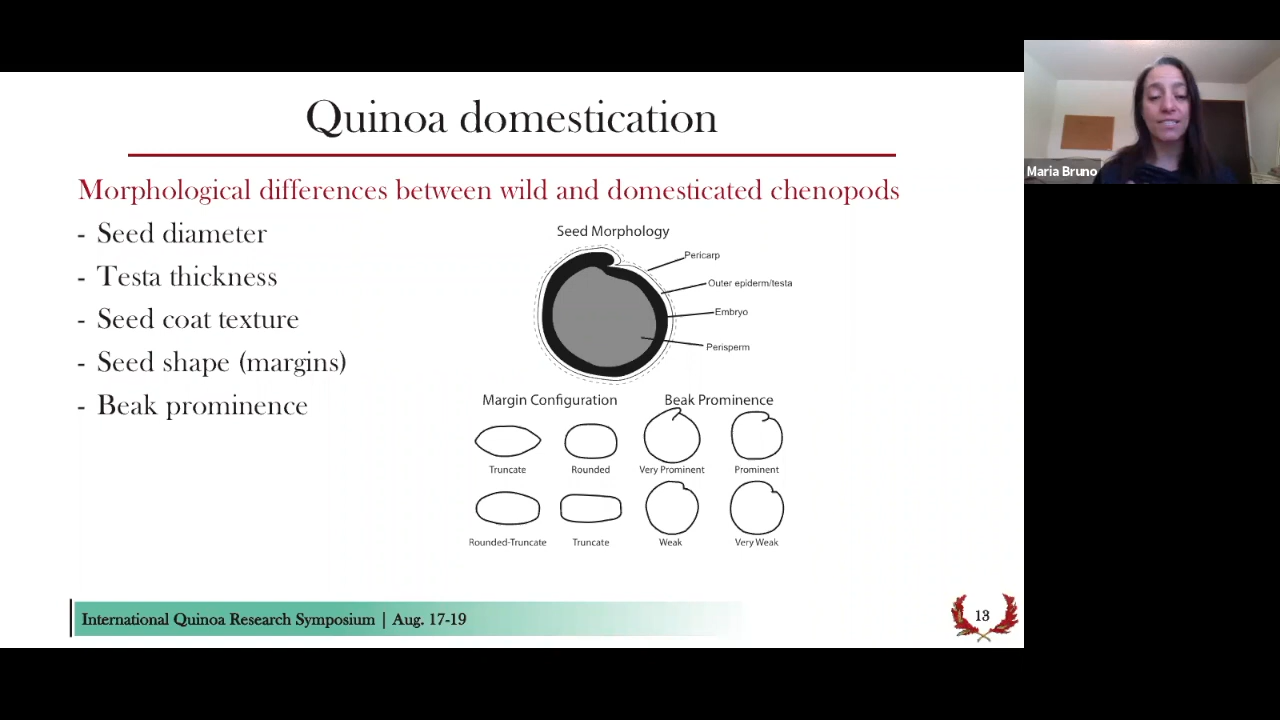 Quinoa domestication
Morphological differences between wild and domesticated chenopods
- Seed diameter
- Testa thickness
- Seed coat texture
- Seed shape (margins)
- Beak prominence
Seed Morphology
Pericarp
Outer epiderm/testa
Embryo
Perisperm
Margin Configuration
Beak Prominence
Truncate
Rounded
Very Prominent
Prominent
Rounded-Truncate
Truncate
Weak
Very Weak
International Quinoa Research Symposium | Aug. 17-19
13
Maria Bruno